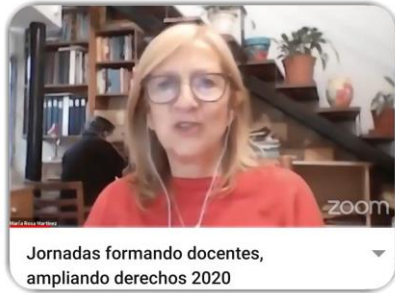 María Rosa Martínez
zoom
Jornadas formando docentes,
ampliando derechos 2020